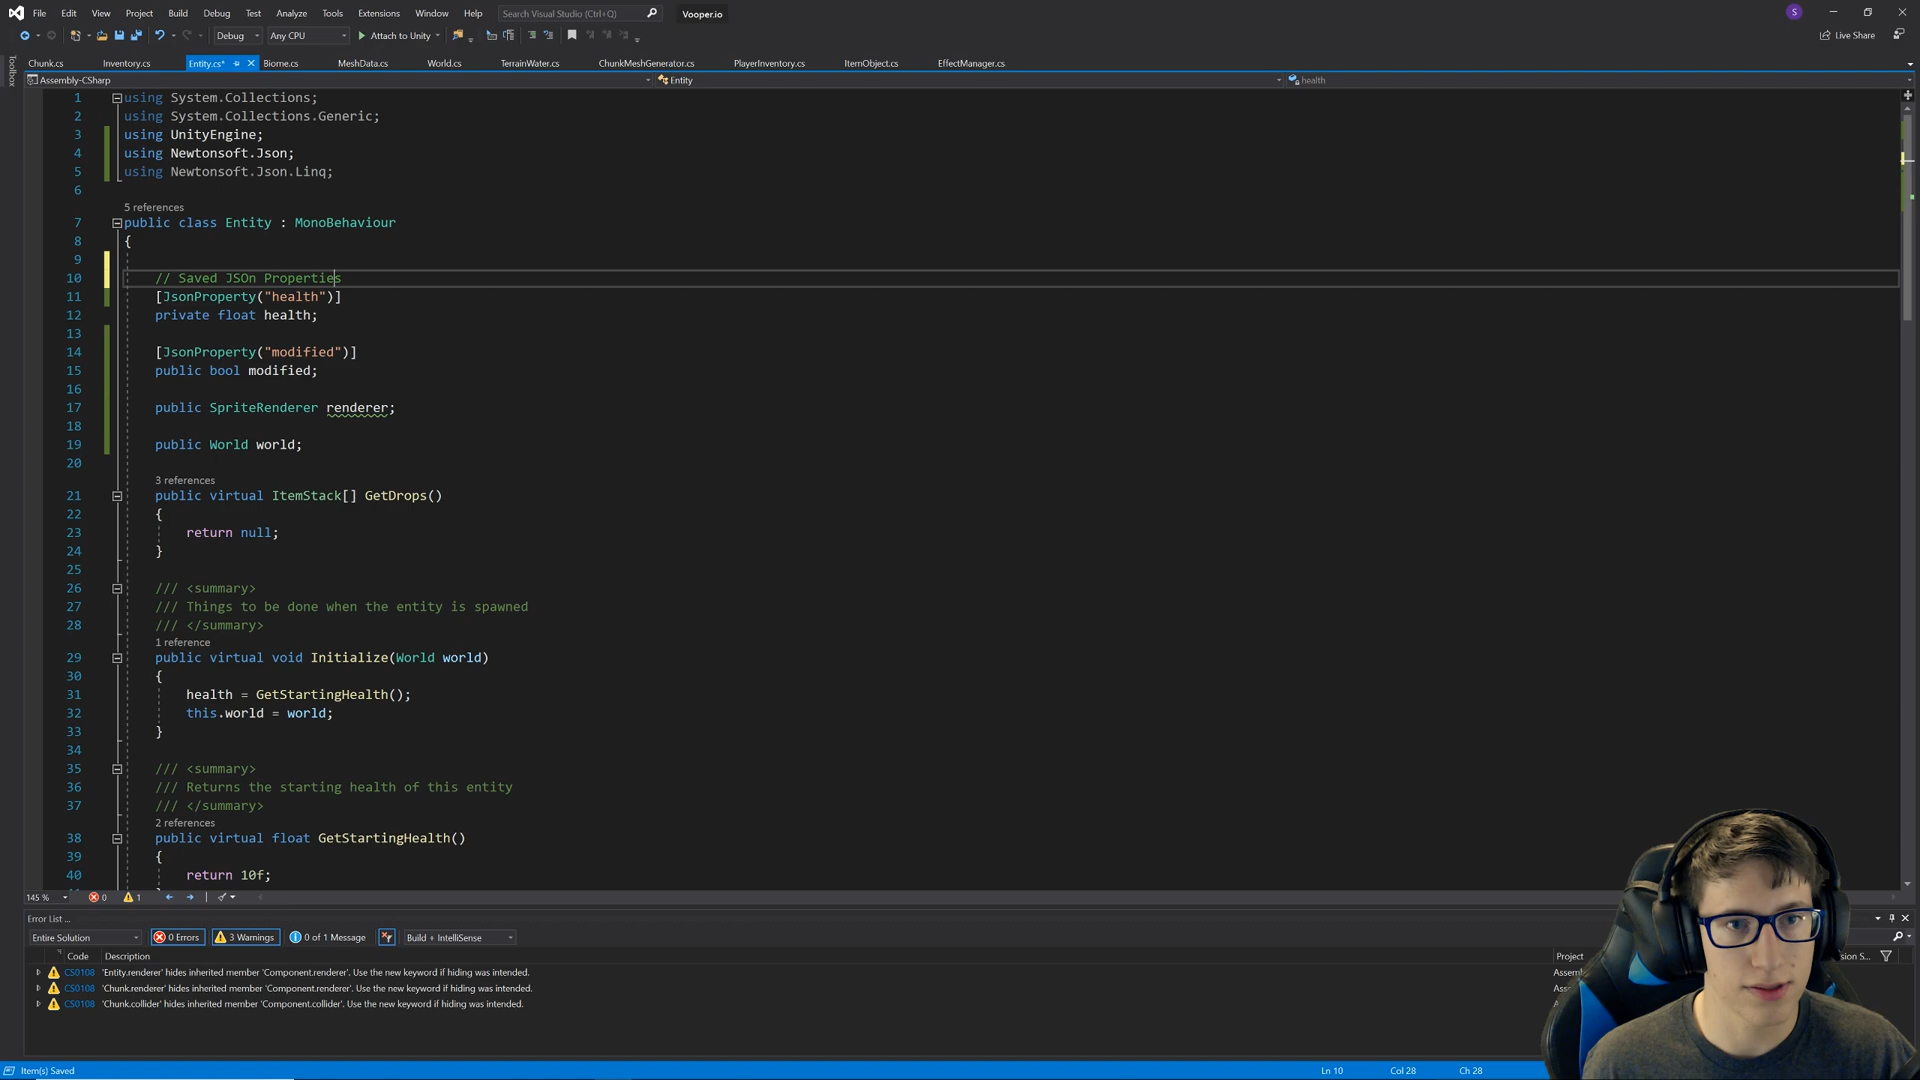 File Edit View Project Build Debug Test Analyze Tools Extensions Window Help Search Visual Studio (Ctrl+Q) Vooper.io S
Debug Any CPU Attach to Unity Live Share
Toolbox
Chunk.cs Inventory.cs Entity.cs* Biome.cs MeshData.cs World.cs TerrainWater.cs ChunkMeshGenerator.cs PlayerInventory.cs ItemObject.cs EffectManager.cs
Assembly-CSharp Entity health
1 using System.Collections;
2 using System.Collections.Generic;
3 using UnityEngine;
4 using Newtonsoft.Json;
5 using Newtonsoft.Json.Linq;
6
5 references
7 public class Entity : MonoBehaviour
8 {
9
10 // Saved JSOn Properties
11 [JsonProperty("health")]
12 private float health;
13
14 [JsonProperty("modified")]
15 public bool modified;
16
17 public SpriteRenderer renderer;
18
19 public World world;
20
3 references
21 public virtual ItemStack[] GetDrops()
22 {
23 return null;
24 }
25
26 /// <summary>
27 /// Things to be done when the entity is spawned
28 /// </summary>
1 reference
29 public virtual void Initialize(World world)
30 {
31 health = GetStartingHealth();
32 this.world = world;
33 }
34
35 /// <summary>
36 /// Returns the starting health of this entity
37 /// </summary>
2 references
38 public virtual float GetStartingHealth()
39 {
40 return 10f;
145 % 0 1
Error List ...
Entire Solution 0 Errors 3 Warnings 0 of 1 Message Build + IntelliSense
Code Description Project
CS0108 'Entity.renderer' hides inherited member 'Component.renderer'. Use the new keyword if hiding was intended.
CS0108 'Chunk.renderer' hides inherited member 'Component.renderer'. Use the new keyword if hiding was intended.
CS0108 'Chunk.collider' hides inherited member 'Component.collider'. Use the new keyword if hiding was intended.
Item(s) Saved Ln 10 Col 28 Ch 28